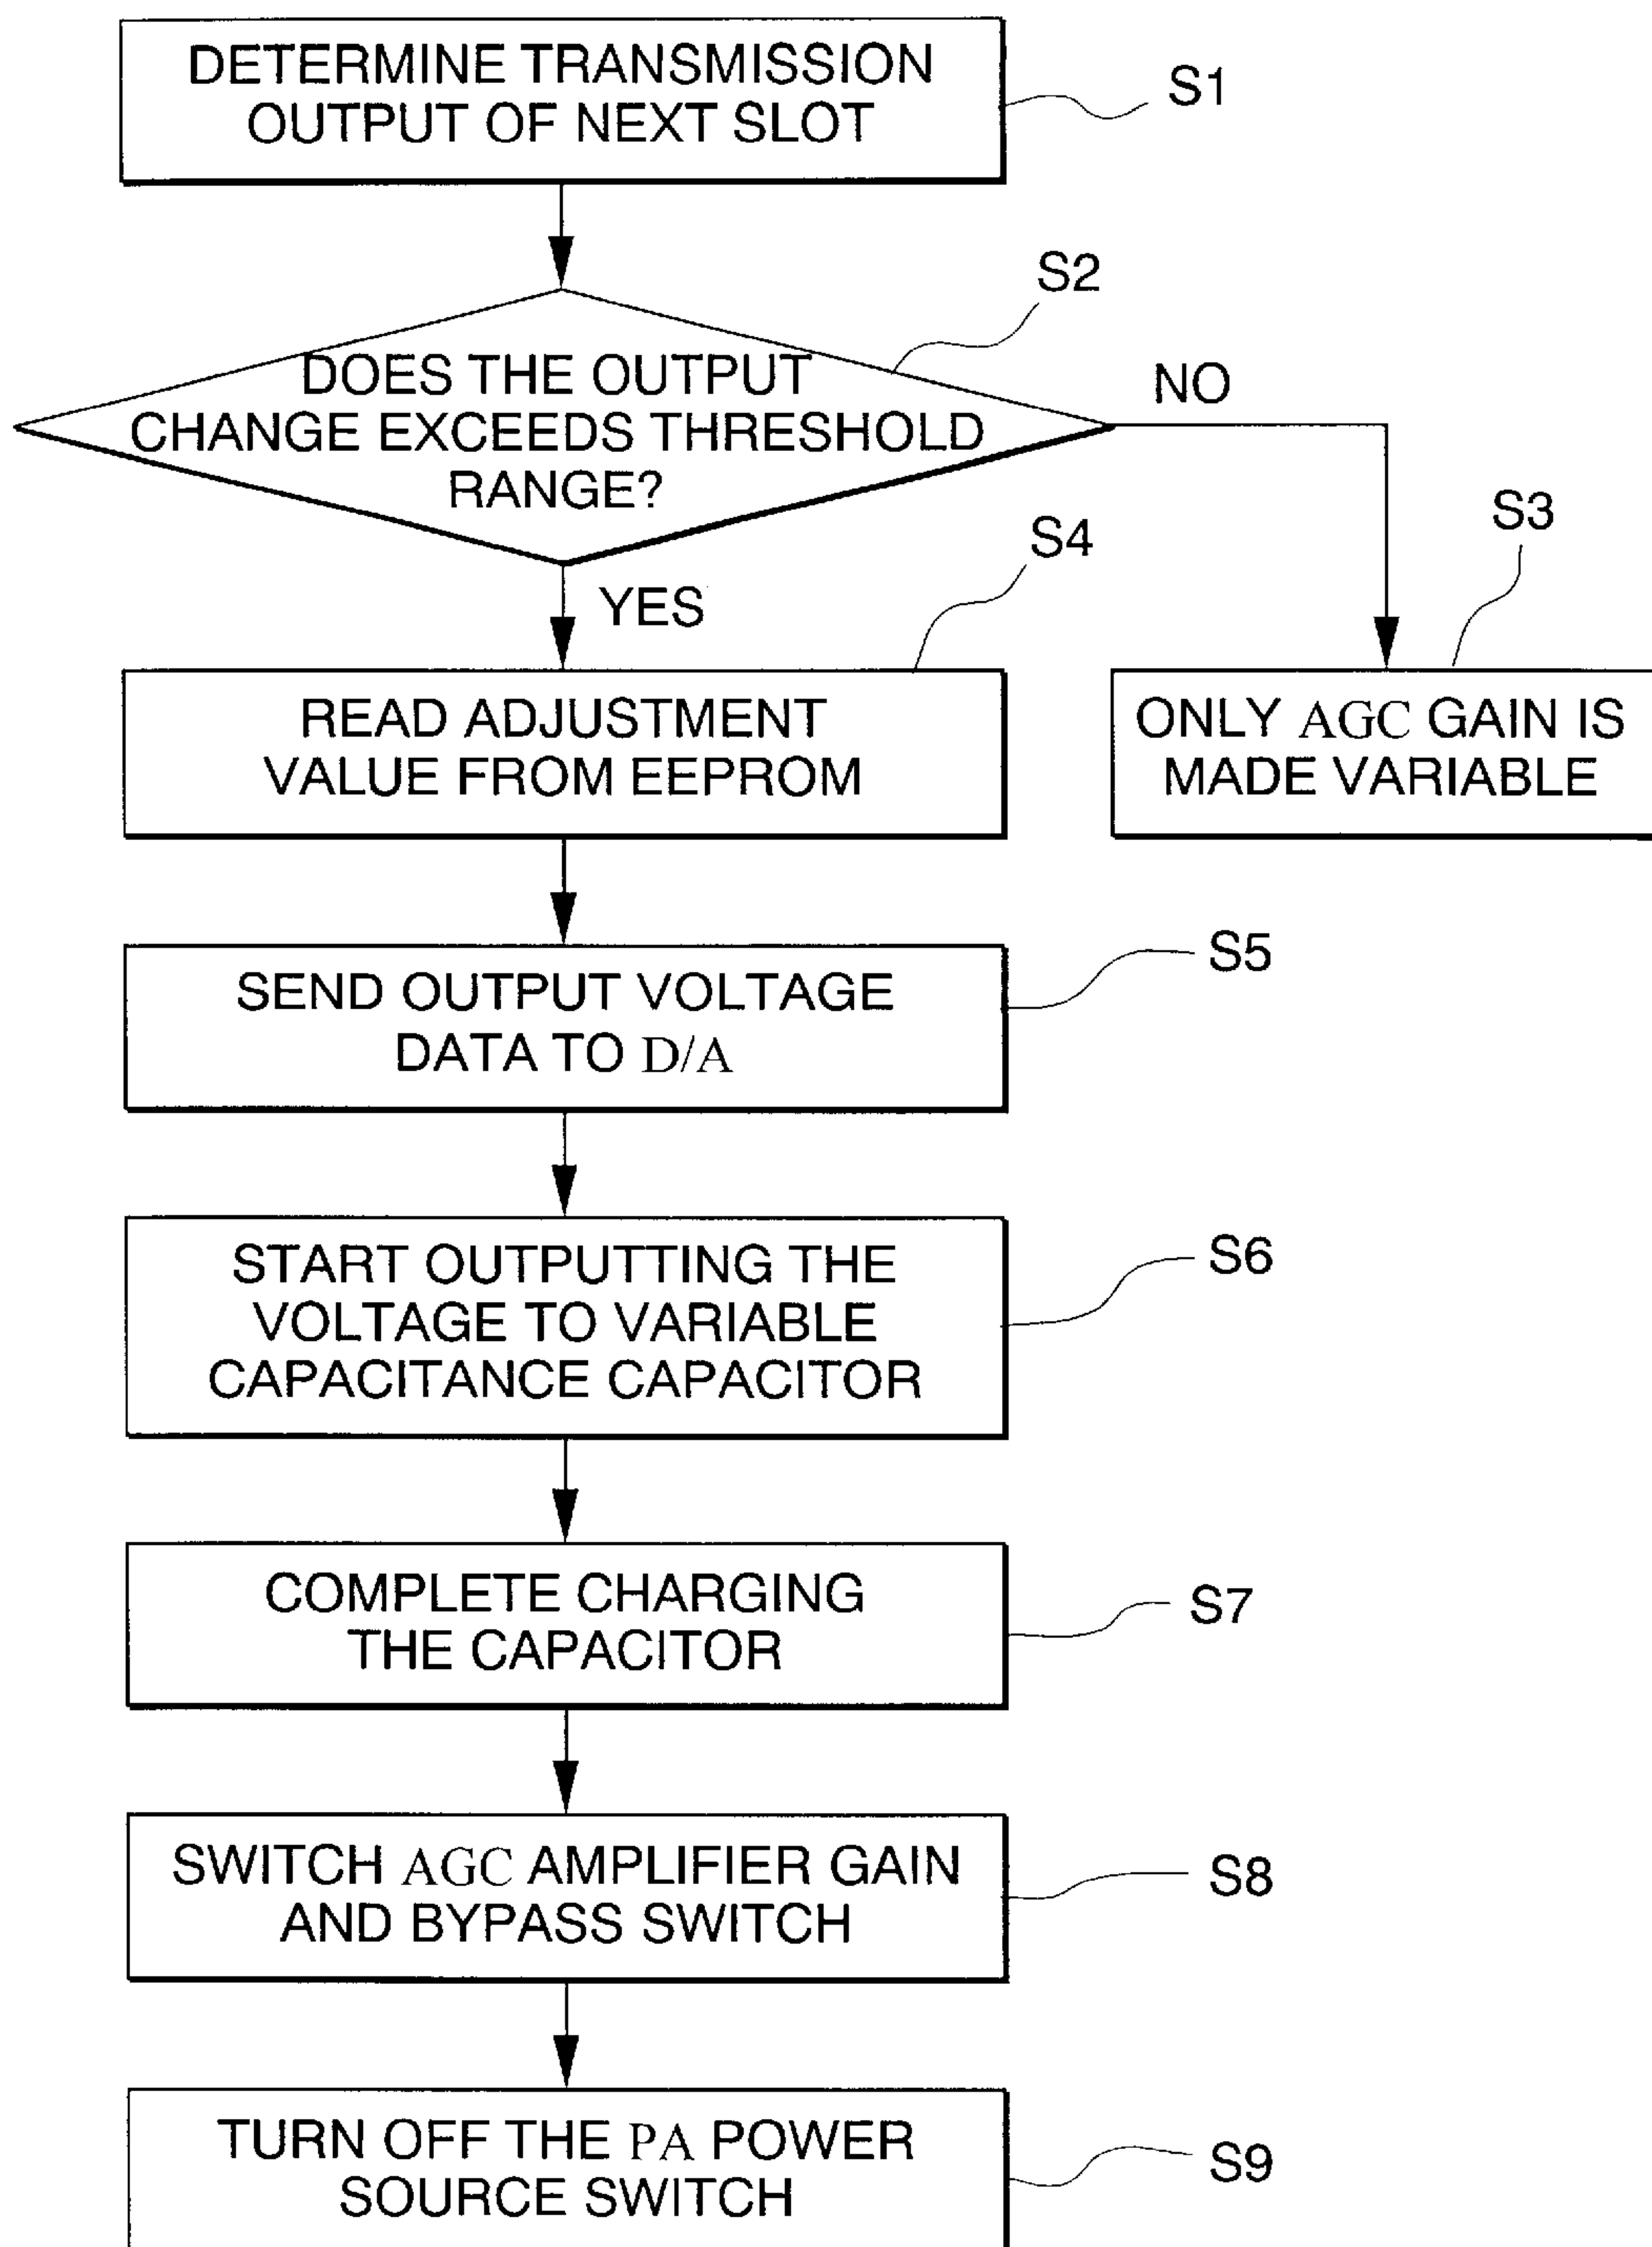 DETERMINE TRANSMISSION
OUTPUT OF NEXT SLOT
S1
S2
DOES THE OUTPUT
CHANGE EXCEEDS THRESHOLD
RANGE?
NO
YES
S4
S3
READ ADJUSTMENT
VALUE FROM EEPROM
ONLY AGC GAIN IS
MADE VARIABLE
SEND OUTPUT VOLTAGE
DATA TO D/A
S5
START OUTPUTTING THE
VOLTAGE TO VARIABLE
CAPACITANCE CAPACITOR
S6
COMPLETE CHARGING
THE CAPACITOR
S7
SWITCH AGC AMPLIFIER GAIN
AND BYPASS SWITCH
S8
TURN OFF THE PA POWER
SOURCE SWITCH
S9